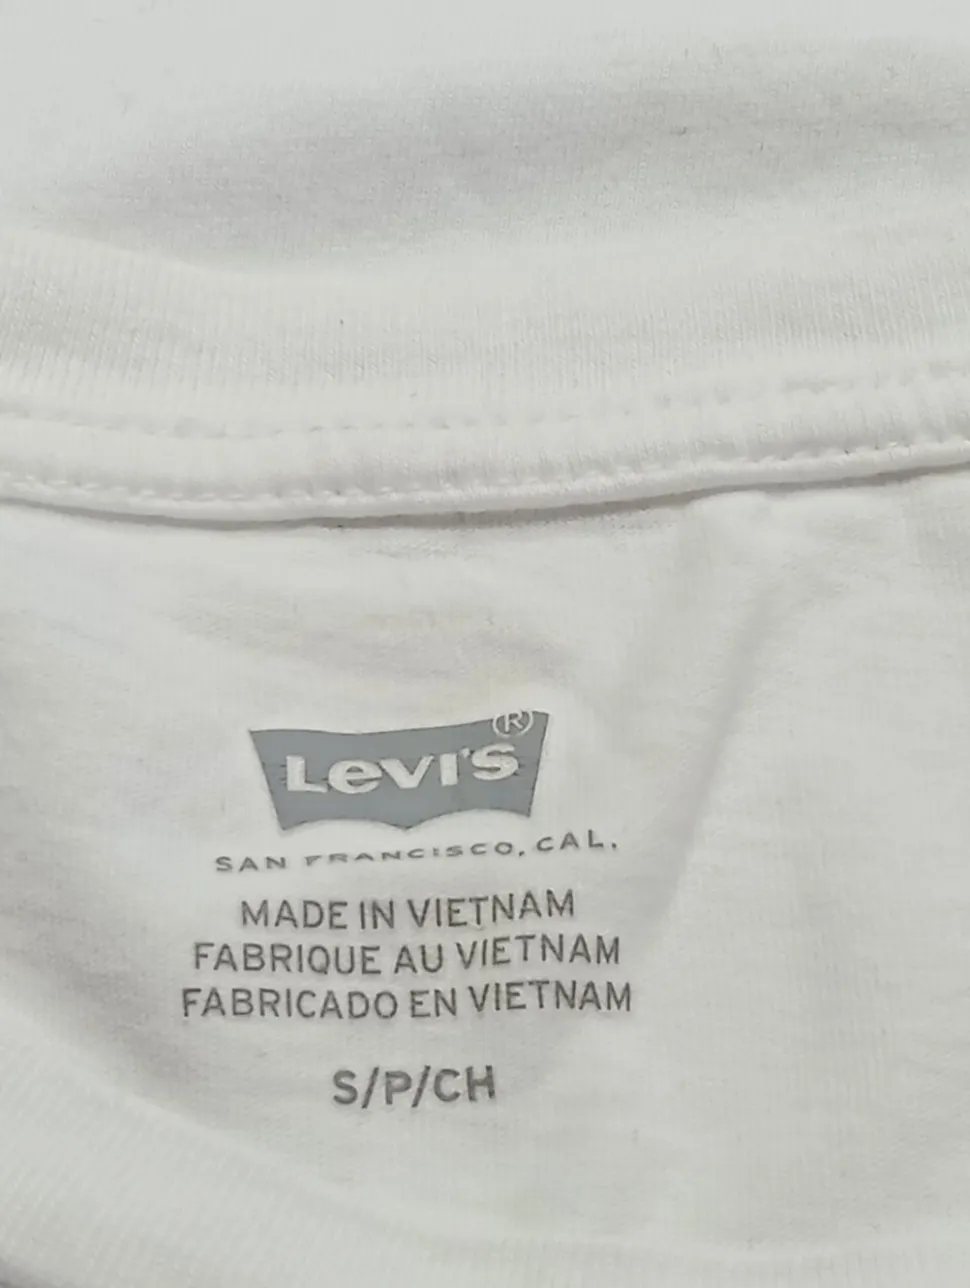 Levi's®
SAN FRANCISCO, CAL.
MADE IN VIETNAM
FABRIQUE AU VIETNAM
FABRICADO EN VIETNAM
S/P/CH